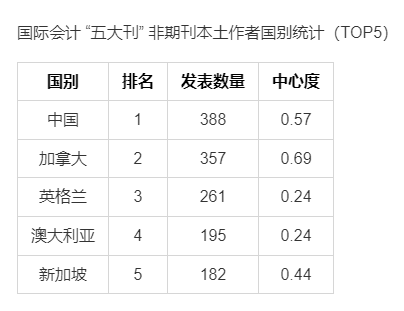 国际会计 “五大刊” 非期刊本土作者国别统计（TOP5）
国别 排名 发表数量 中心度
中国 1 388 0.57
加拿大 2 357 0.69
英格兰 3 261 0.24
澳大利亚 4 195 0.24
新加坡 5 182 0.44